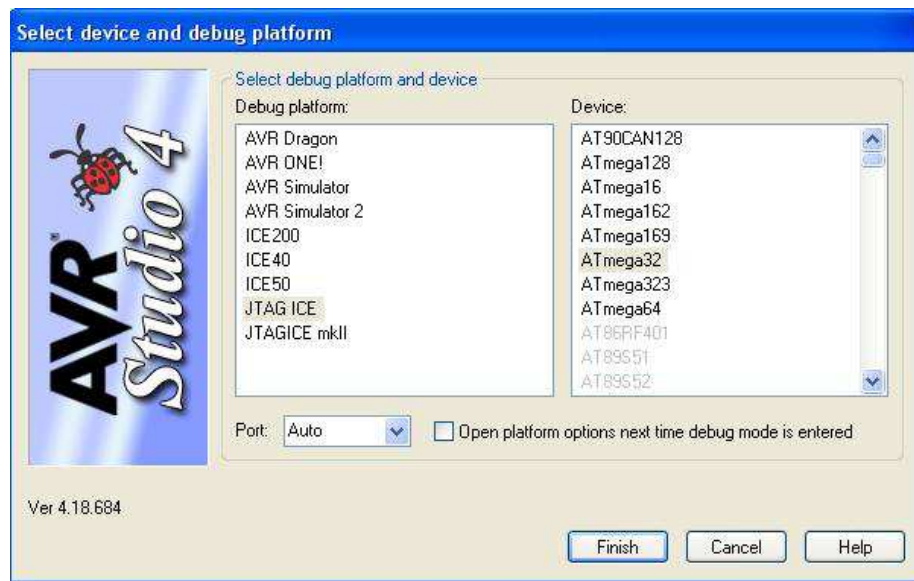 Select device and debug platform
AVR®
Studio 4
Select debug platform and device
Debug platform:
AVR Dragon
AVR ONE!
AVR Simulator
AVR Simulator 2
ICE200
ICE40
ICE50
JTAG ICE
JTAGICE mkII
Device:
AT90CAN128
ATmega128
ATmega16
ATmega162
ATmega169
ATmega32
ATmega323
ATmega64
AT86RF401
AT89S51
AT89S52
Port: Auto
Open platform options next time debug mode is entered
Ver 4.18.684
Finish Cancel Help